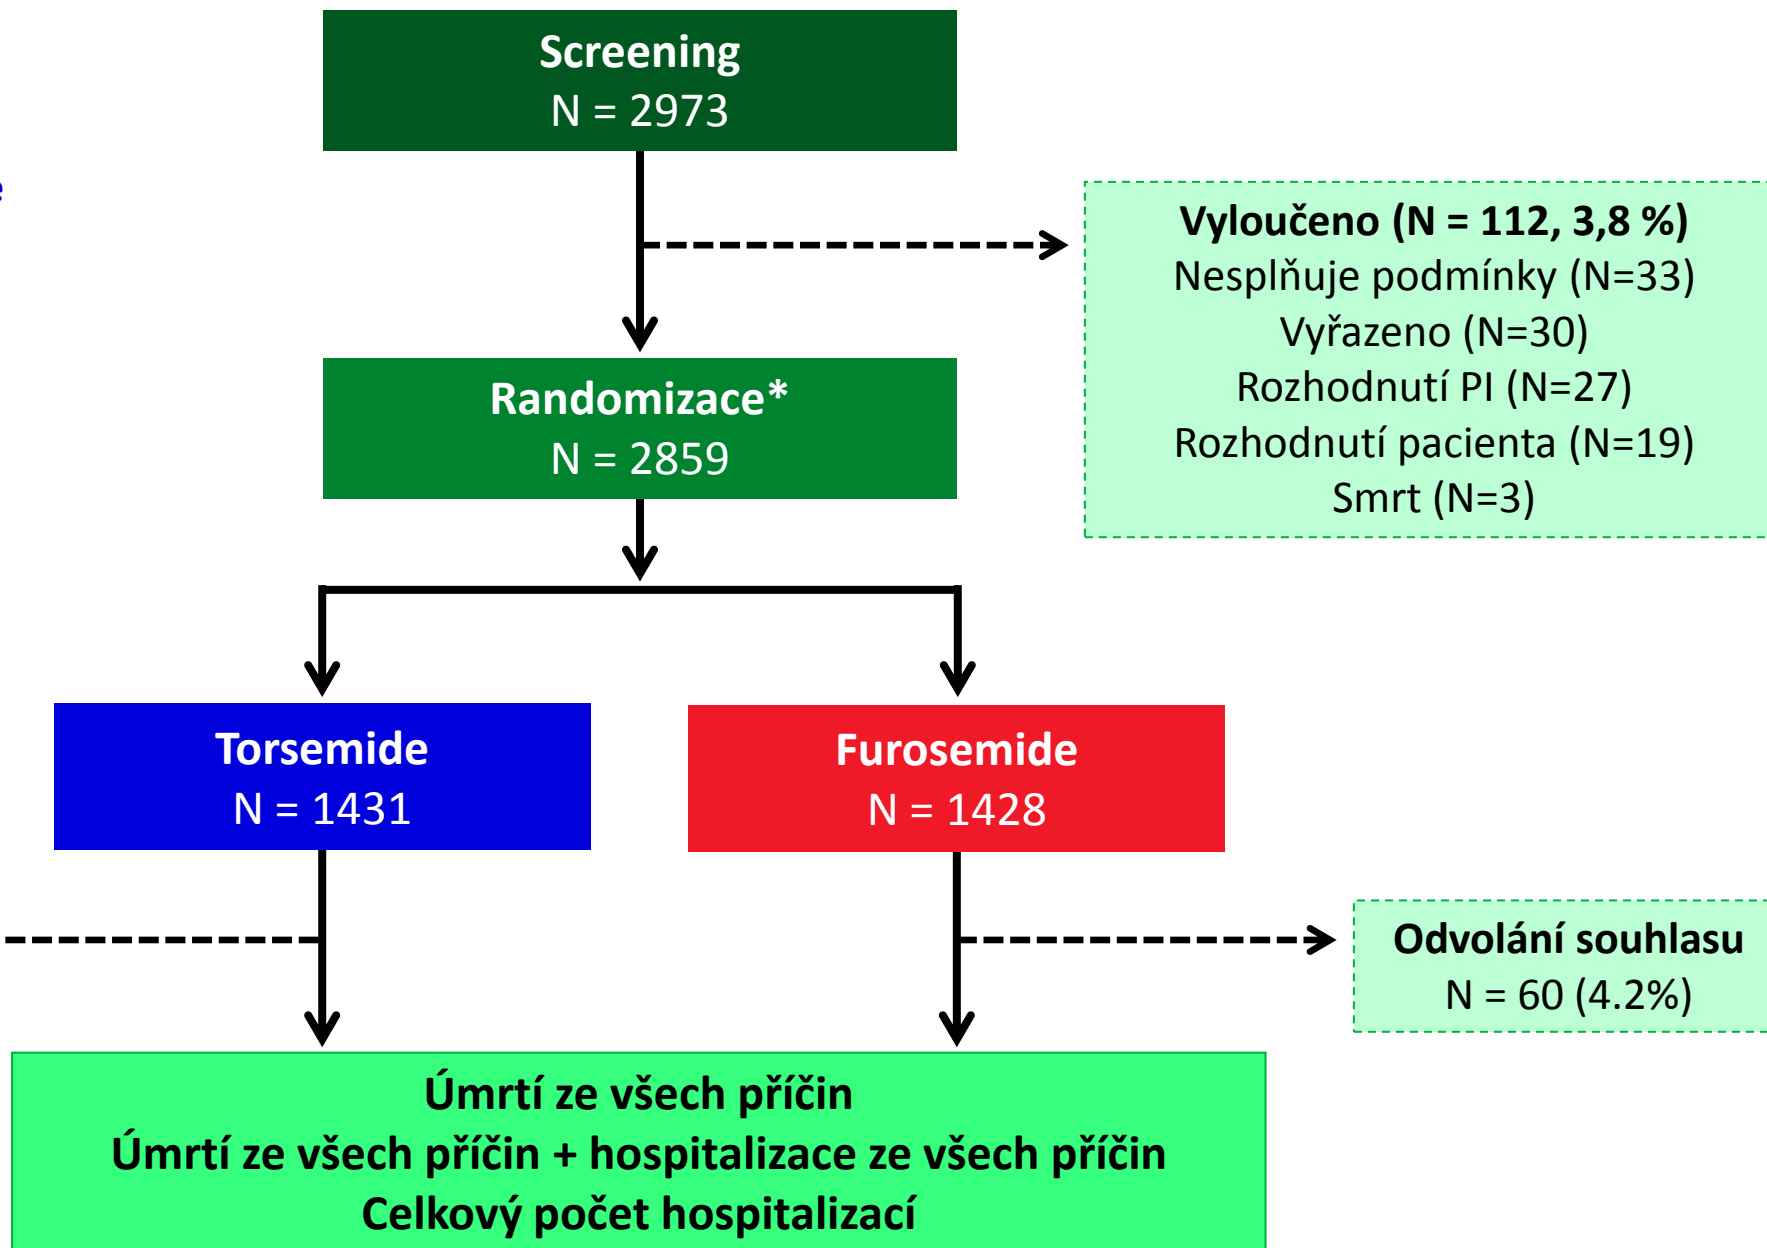 Screening
N = 2973
Vyloučeno (N = 112, 3,8 %)
Nesplňuje podmínky (N=33)
Vyřazeno (N=30)
Rozhodnutí PI (N=27)
Rozhodnutí pacienta (N=19)
Smrt (N=3)
Randomizace*
N = 2859
Torsemide
N = 1431
Furosemide
N = 1428
Odvolání souhlasu
N = 60 (4.2%)
Úmrtí ze všech příčin
Úmrtí ze všech příčin + hospitalizace ze všech příčin
Celkový počet hospitalizací